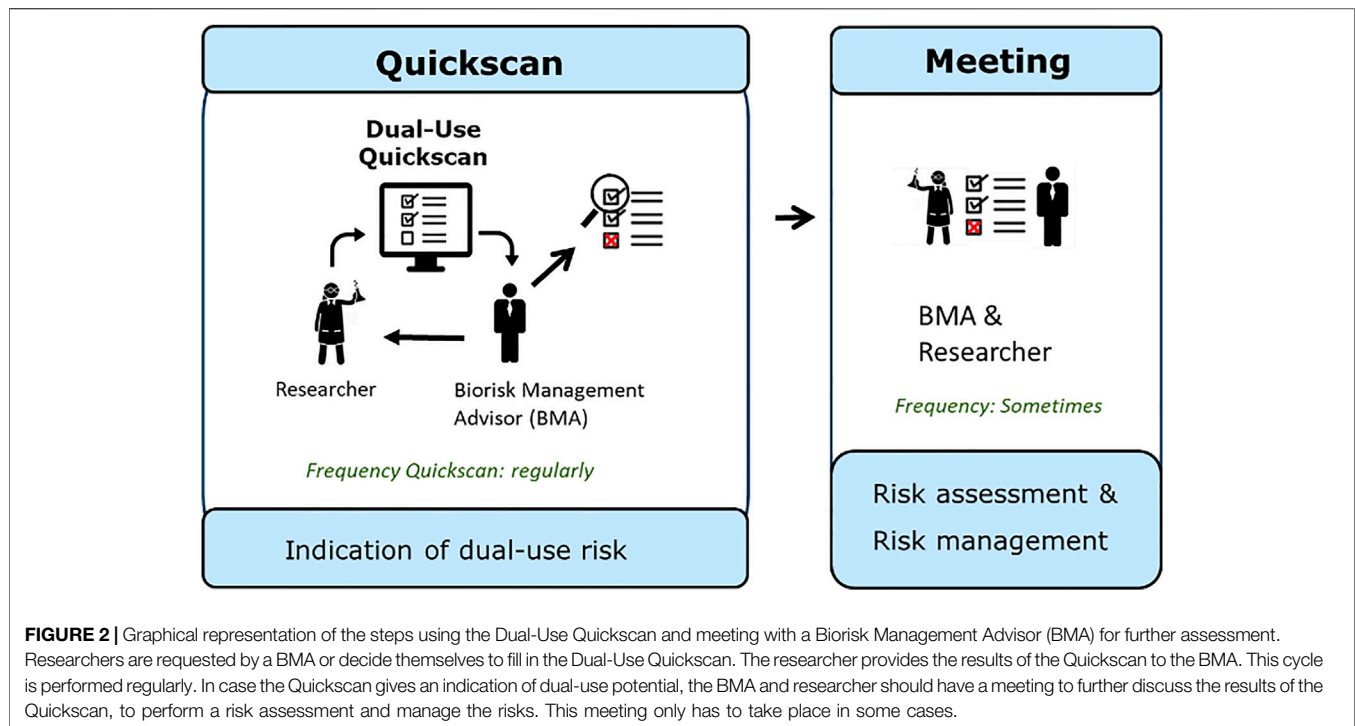 Quickscan
Dual-Use
Quickscan
Researcher
Biorisk Management
Advisor (BMA)
Frequency Quickscan: regularly
Indication of dual-use risk
Meeting
BMA &
Researcher
Frequency: Sometimes
Risk assessment &
Risk management
FIGURE 2 | Graphical representation of the steps using the Dual-Use Quickscan and meeting with a Biorisk Management Advisor (BMA) for further assessment.
Researchers are requested by a BMA or decide themselves to fill in the Dual-Use Quickscan. The researcher provides the results of the Quickscan to the BMA. This cycle
is performed regularly. In case the Quickscan gives an indication of dual-use potential, the BMA and researcher should have a meeting to further discuss the results of the
Quickscan, to perform a risk assessment and manage the risks. This meeting only has to take place in some cases.